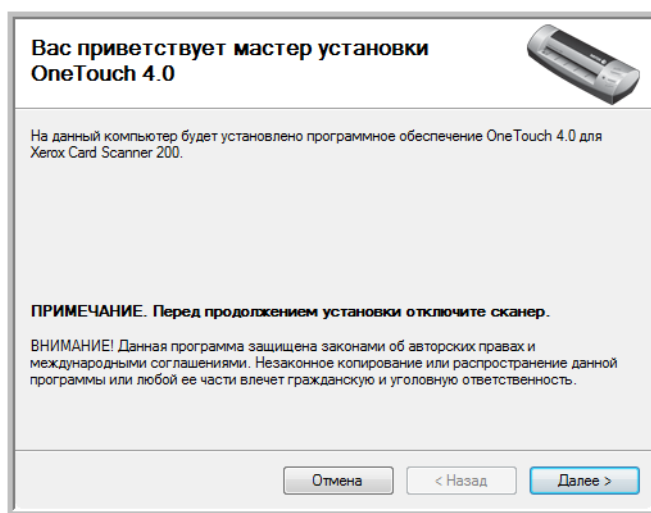 Вас приветствует мастер установки
OneTouch 4.0
На данный компьютер будет установлено программное обеспечение OneTouch 4.0 для
Xerox Card Scanner 200.
ПРИМЕЧАНИЕ. Перед продолжением установки отключите сканер.
ВНИМАНИЕ! Данная программа защищена законами об авторских правах и
международными соглашениями. Незаконное копирование или распространение данной
программы или любой ее части влечет гражданскую и уголовную ответственность.
Отмена < Назад Далее >